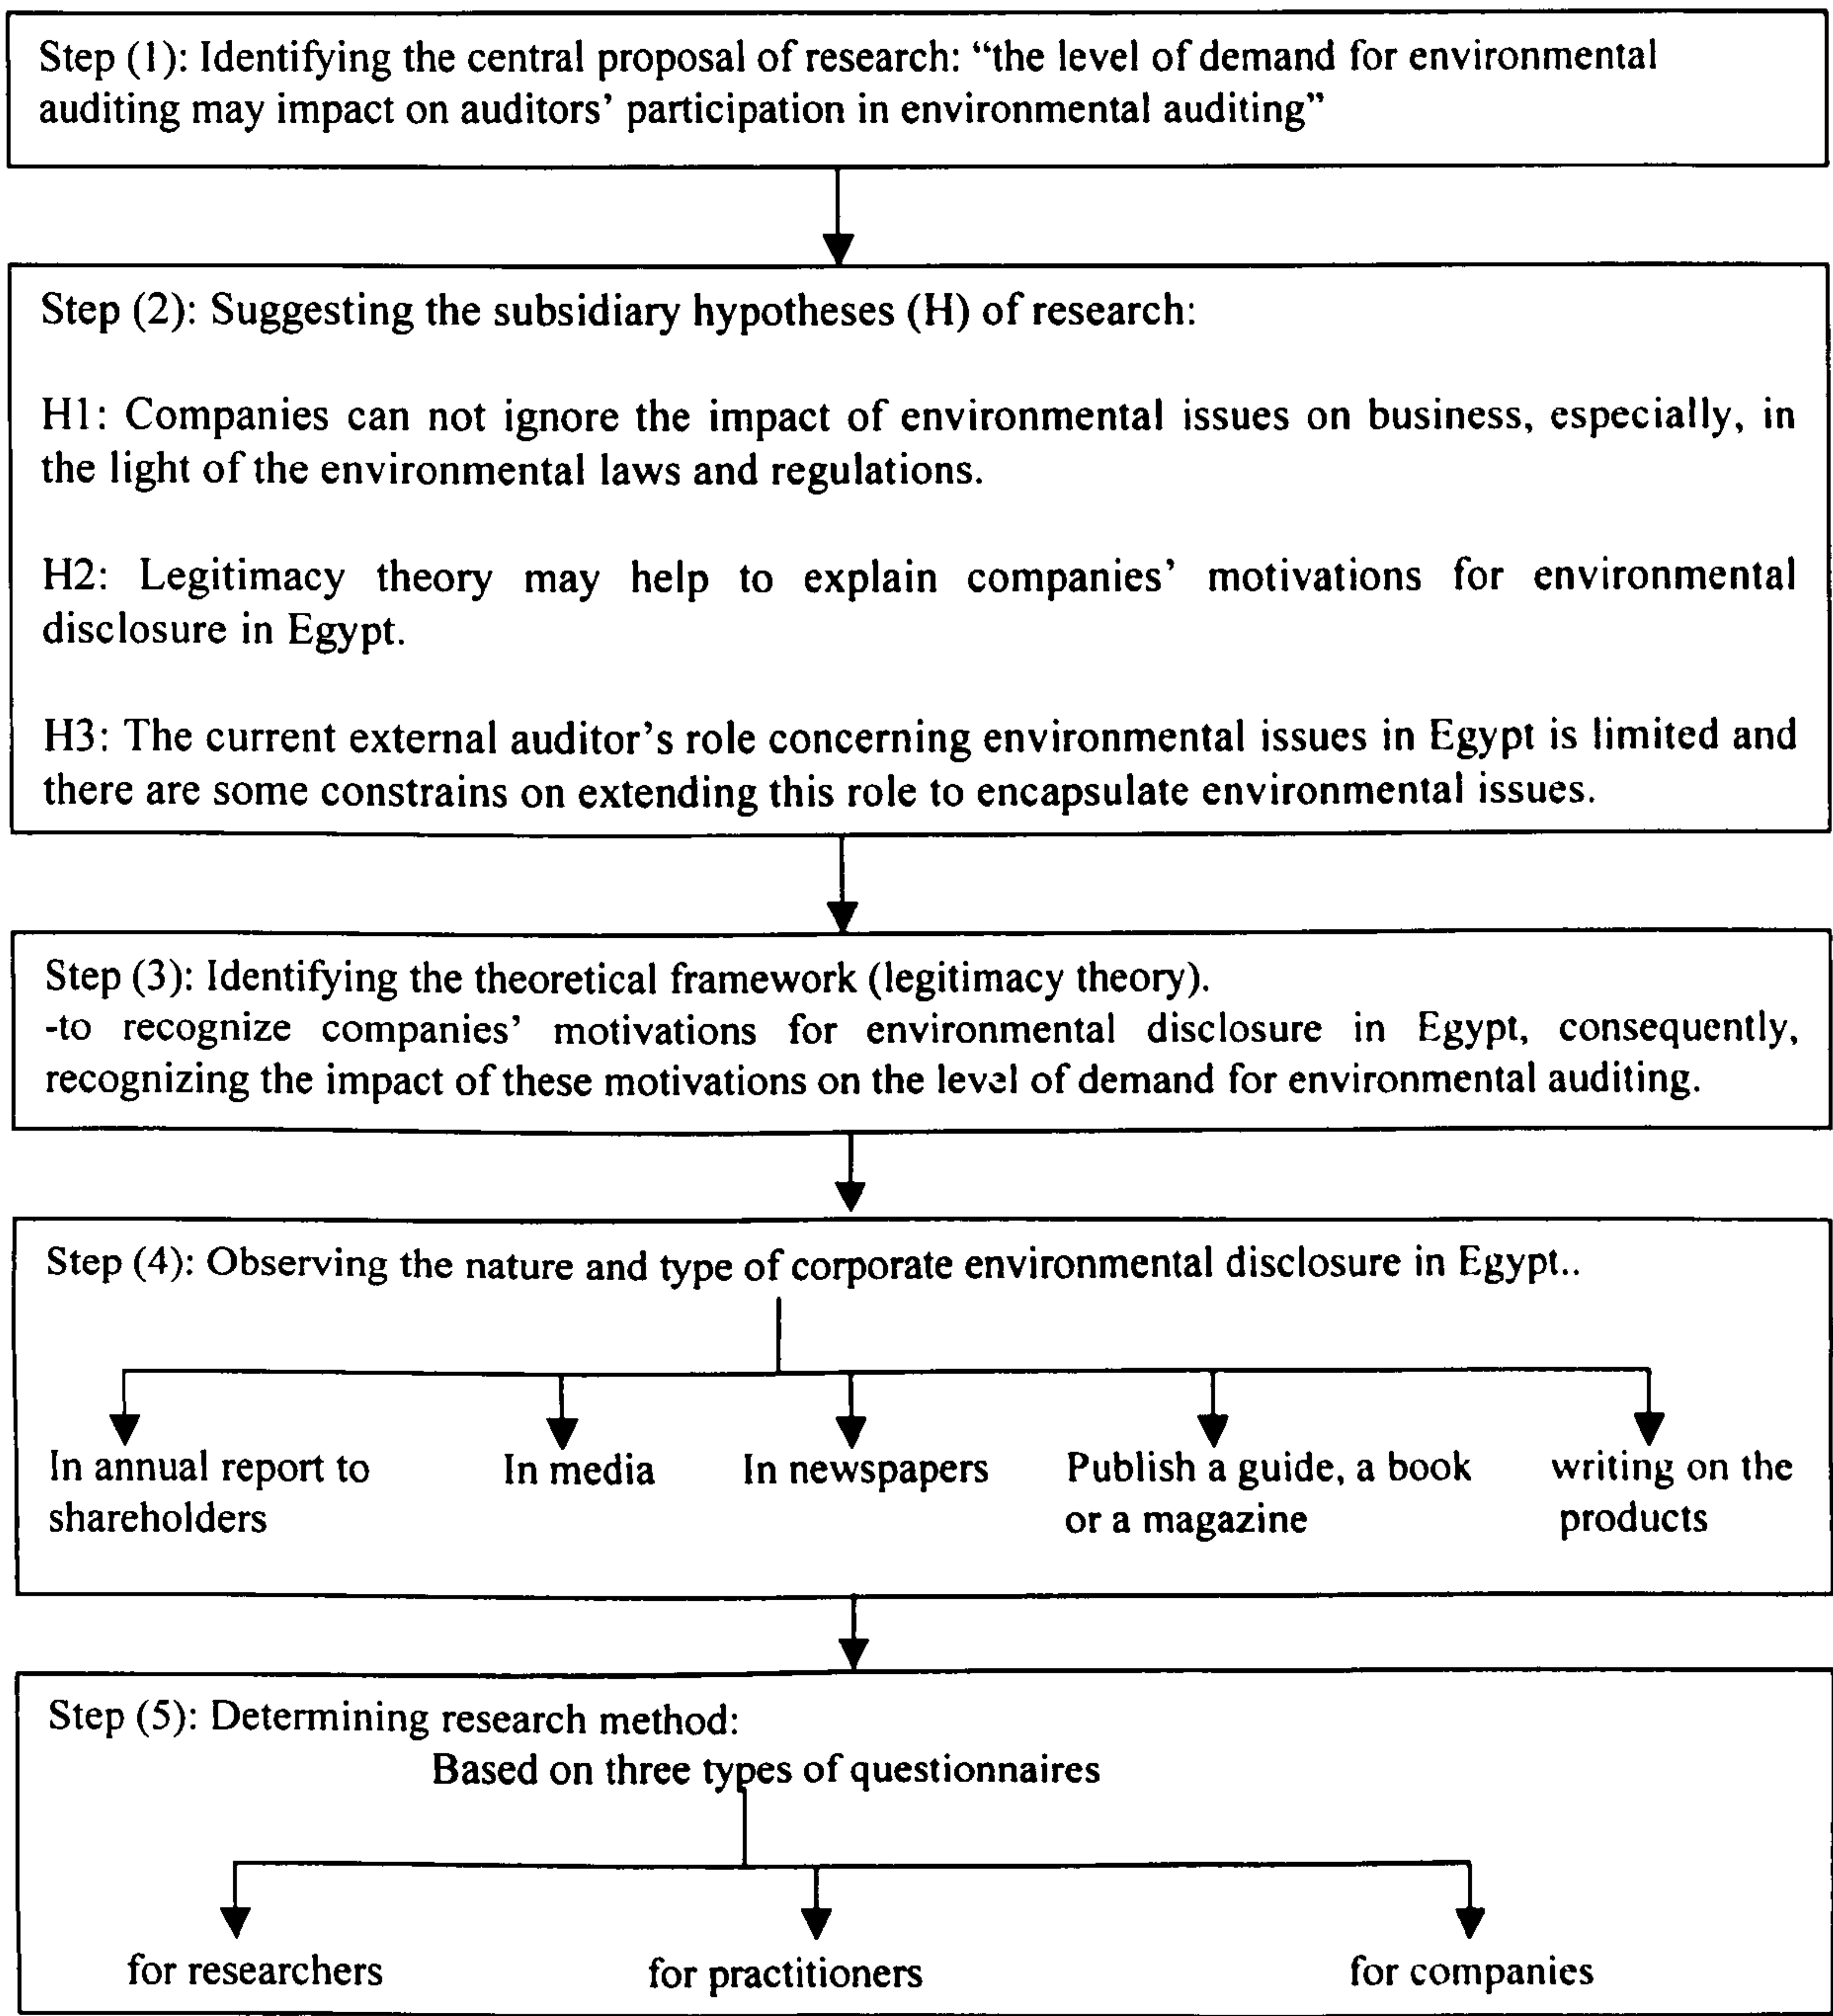 Step (1): Identifying the central proposal of research: “the level of demand for environmental
auditing may impact on auditors’ participation in environmental auditing”
Step (2): Suggesting the subsidiary hypotheses (H) of research:
H1: Companies can not ignore the impact of environmental issues on business, especially, in
the light of the environmental laws and regulations.
H2: Legitimacy theory may help to explain companies’ motivations for environmental
disclosure in Egypt.
H3: The current external auditor’s role concerning environmental issues in Egypt is limited and
there are some constrains on extending this role to encapsulate environmental issues.
Step (3): Identifying the theoretical framework (legitimacy theory).
-to recognize companies’ motivations for environmental disclosure in Egypt, consequently,
recognizing the impact of these motivations on the level of demand for environmental auditing.
Step (4): Observing the nature and type of corporate environmental disclosure in Egypt..
In annual report to
shareholders
In media
In newspapers
Publish a guide, a book
or a magazine
writing on the
products
Step (5): Determining research method:
Based on three types of questionnaires
for researchers
for practitioners
for companies